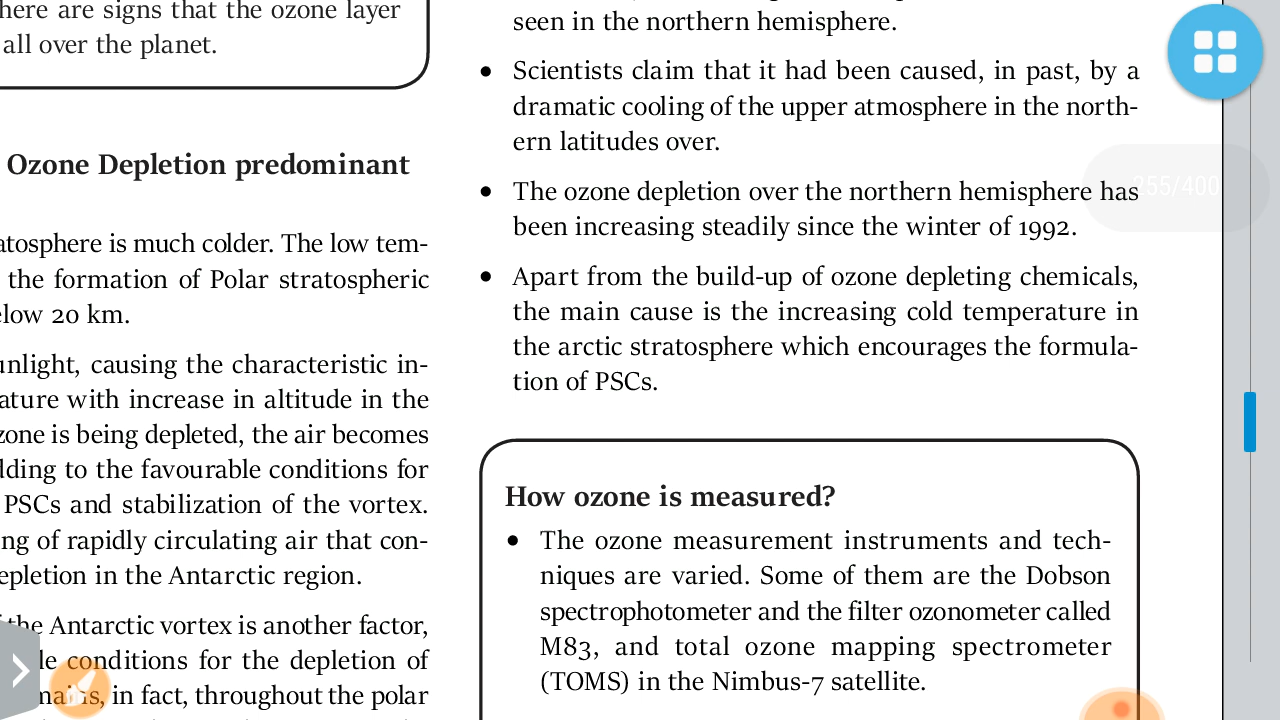 here are signs that the ozone layer
all over the planet.
Ozone Depletion predominant
atosphere is much colder. The low tem-
the formation of Polar stratospheric
elow 20 km.
unlight, causing the characteristic in-
ature with increase in altitude in the
zone is being depleted, the air becomes
dding to the favourable conditions for
PSCs and stabilization of the vortex.
ng of rapidly circulating air that con-
epletion in the Antarctic region.
the Antarctic vortex is another factor,
le conditions for the depletion of
mains, in fact, throughout the polar
seen in the northern hemisphere.
• Scientists claim that it had been caused, in past, by a
dramatic cooling of the upper atmosphere in the north-
ern latitudes over.
• The ozone depletion over the northern hemisphere has
been increasing steadily since the winter of 1992.
• Apart from the build-up of ozone depleting chemicals,
the main cause is the increasing cold temperature in
the arctic stratosphere which encourages the formula-
tion of PSCs.
How ozone is measured?
• The ozone measurement instruments and tech-
niques are varied. Some of them are the Dobson
spectrophotometer and the filter ozonometer called
M83, and total ozone mapping spectrometer
(TOMS) in the Nimbus-7 satellite.
255/400